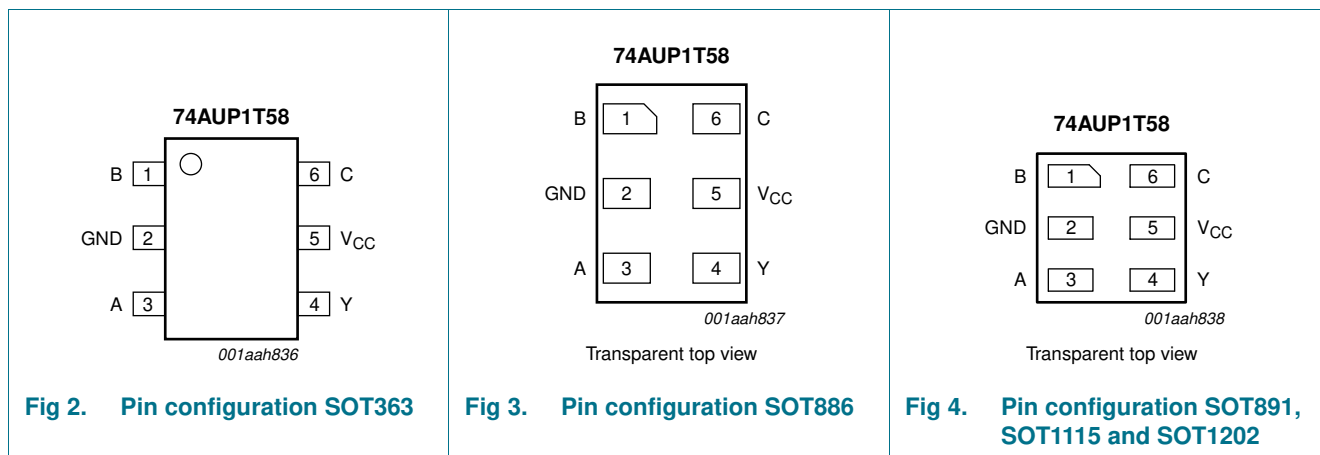 74AUP1T58
B 1 6 C
GND 2 5 VCC
A 3 4 Y
001aah836
Fig 2. Pin configuration SOT363
74AUP1T58
B 1 6 C
GND 2 5 VCC
A 3 4 Y
001aah837
Transparent top view
Fig 3. Pin configuration SOT886
74AUP1T58
B 1 6 C
GND 2 5 VCC
A 3 4 Y
001aah838
Transparent top view
Fig 4. Pin configuration SOT891,
SOT1115 and SOT1202